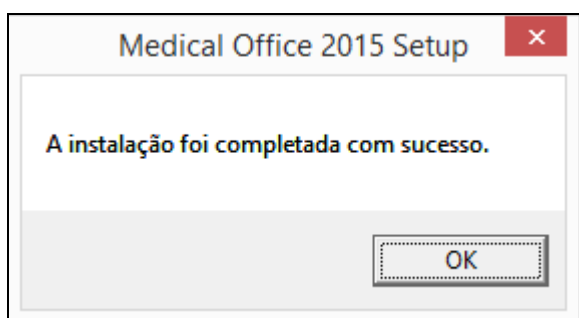 Medical Office 2015 Setup
A instalação foi completada com sucesso.
OK